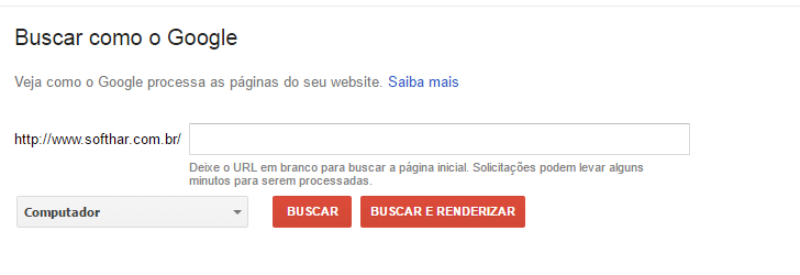 Buscar como o Google
Veja como o Google processa as páginas do seu website. Saiba mais
http://www.softhar.com.br/
Deixe o URL em branco para buscar a página inicial. Solicitações podem levar alguns
minutos para serem processadas.
Computador BUSCAR BUSCAR E RENDERIZAR